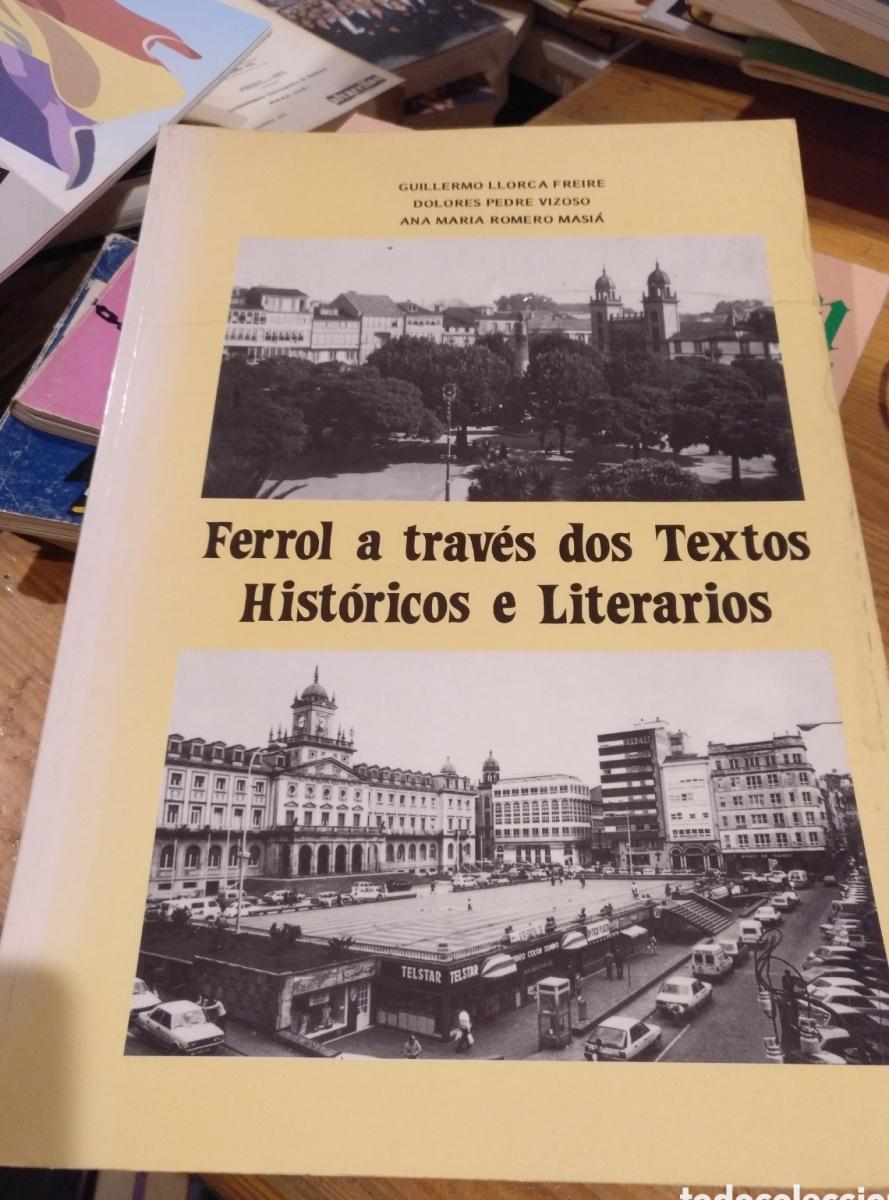 GUILLERMO LLORCA FREIRE
DOLORES PEDRE VIZOSO
ANA MARIA ROMERO MASIÁ
Ferrol a través dos Textos
Históricos e Literarios
TELSTAR TELSTAR